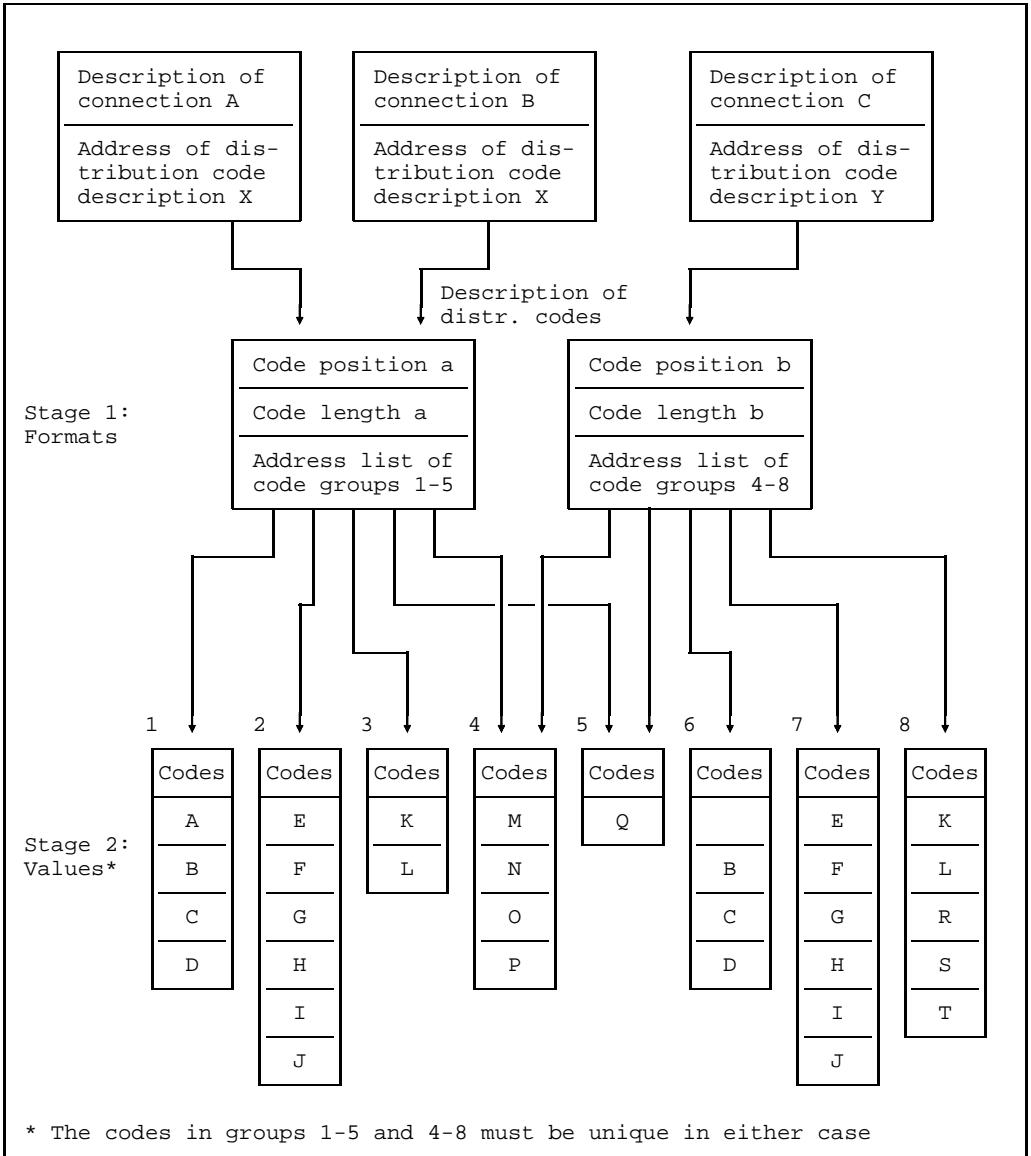 Description of
connection A
Address of dis-
tribution code
description X
Description of
connection B
Address of dis-
tribution code
description X
Description of
connection C
Address of dis-
tribution code
description Y
Description of
distr. codes
Stage 1:
Formats
Code position a
Code length a
Address list of
code groups 1-5
Code position b
Code length b
Address list of
code groups 4-8
Stage 2:
Values*
1
Codes
A
B
C
D
2
Codes
E
F
G
H
I
J
3
Codes
K
L
4
Codes
M
N
O
P
5
Codes
Q
6
Codes
B
C
D
7
Codes
E
F
G
H
I
J
8
Codes
K
L
R
S
T
* The codes in groups 1-5 and 4-8 must be unique in either case